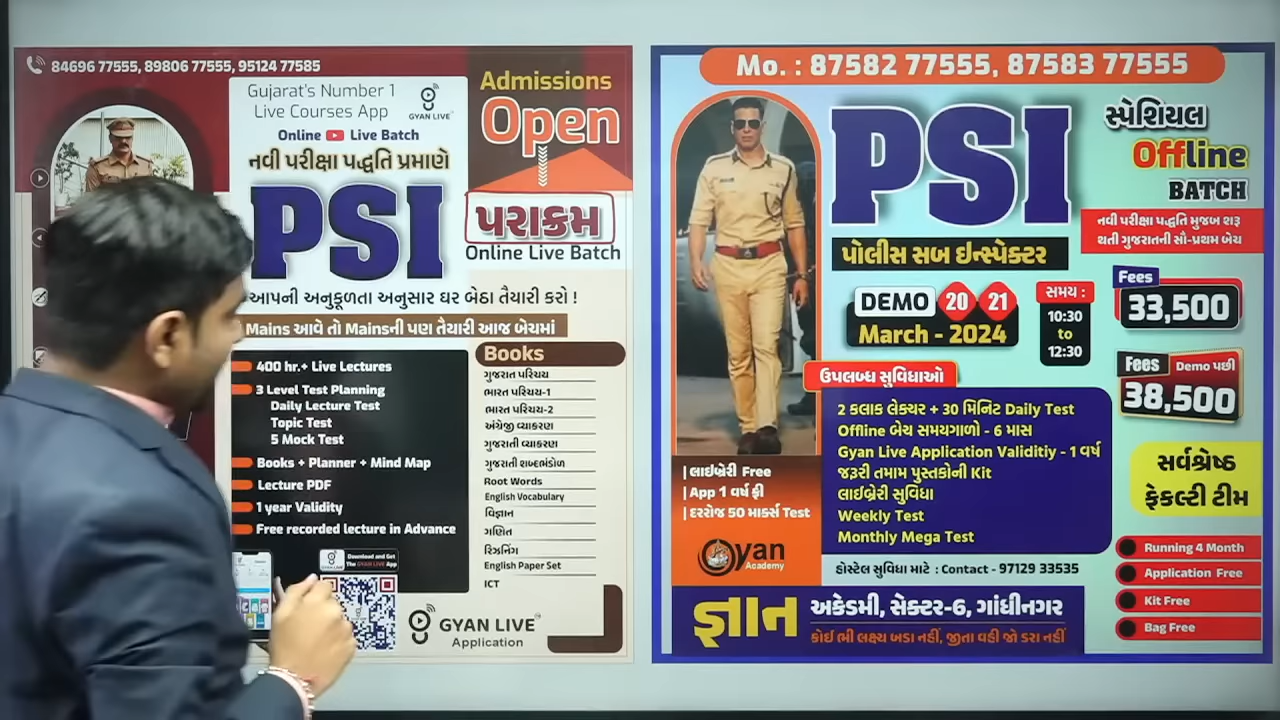 84696 77555, 89806 77555, 95124 77585
Gujarat's Number 1
Live Courses App
GYAN LIVE
Online Live Batch
નવી પરીક્ષા પદ્ધતિ પ્રમાણે
PSI
Admissions
Open
પરાક્રમ
Online Live Batch
આપની અનુકૂળતા અનુસાર ઘર બેઠા તૈયારી કરો !
Mains આવે તો Mainsની પણ તૈયારી આજ બેચમાં
400 hr.+ Live Lectures
3 Level Test Planning
Daily Lecture Test
Topic Test
5 Mock Test
Books + Planner + Mind Map
Lecture PDF
1 year Validity
Free recorded lecture in Advance
Download and Get
The GYAN LIVE App
Books
ગુજરાત પરિચય
ભારત પરિચય-1
ભારત પરિચય-2
અંગ્રેજી વ્યાકરણ
ગુજરાતી વ્યાકરણ
ગુજરાતી શબ્દભંડોળ
Root Words
English Vocabulary
વિજ્ઞાન
ગણિત
રિઝનિંગ
English Paper Set
ICT
GYAN LIVE
Application
Mo. : 87582 77555, 87583 77555
PSI
સ્પેશિયલ
Offline
BATCH
નવી પરીક્ષા પદ્ધતિ મુજબ શરૂ
થતી ગુજરાતની સૌ-પ્રથમ બેચ
પોલીસ સબ ઇન્સ્પેક્ટર
DEMO 20 21
March - 2024
સમય :
10:30
to
12:30
Fees
33,500
Fees Demo પછી
38,500
ઉપલબ્ધ સુવિધાઓ
2 કલાક લેક્ચર + 30 મિનિટ Daily Test
Offline બેચ સમયગાળો - 6 માસ
Gyan Live Application Validitiy - 1 વર્ષ
જરૂરી તમામ પુસ્તકોની Kit
લાઇબ્રેરી સુવિધા
Weekly Test
Monthly Mega Test
| લાઇબ્રેરી Free
| App 1 વર્ષ ફ્રી
| દરરોજ 50 માર્ક્સ Test
Gyan
Academy
સર્વશ્રેષ્ઠ
ફેકલ્ટી ટીમ
હોસ્ટેલ સુવિધા માટે : Contact - 97129 33535
Running 4 Month
Application Free
Kit Free
Bag Free
જ્ઞાન અકેડમી, સેક્ટર-6, ગાંધીનગર
કોઈ ભી લક્ષ્ય બડા નહીં, જીતા વહી જો ડરા નહીં